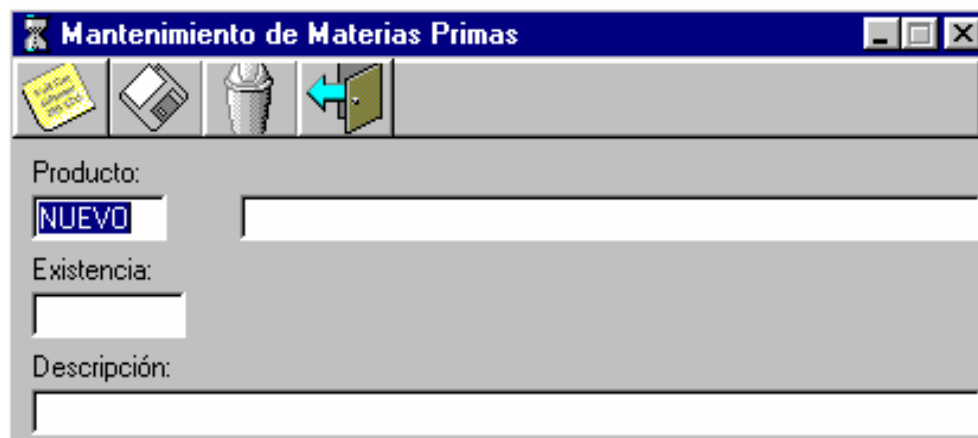 Mantenimiento de Materias Primas
Producto:
NUEVO
Existencia:
Descripción: